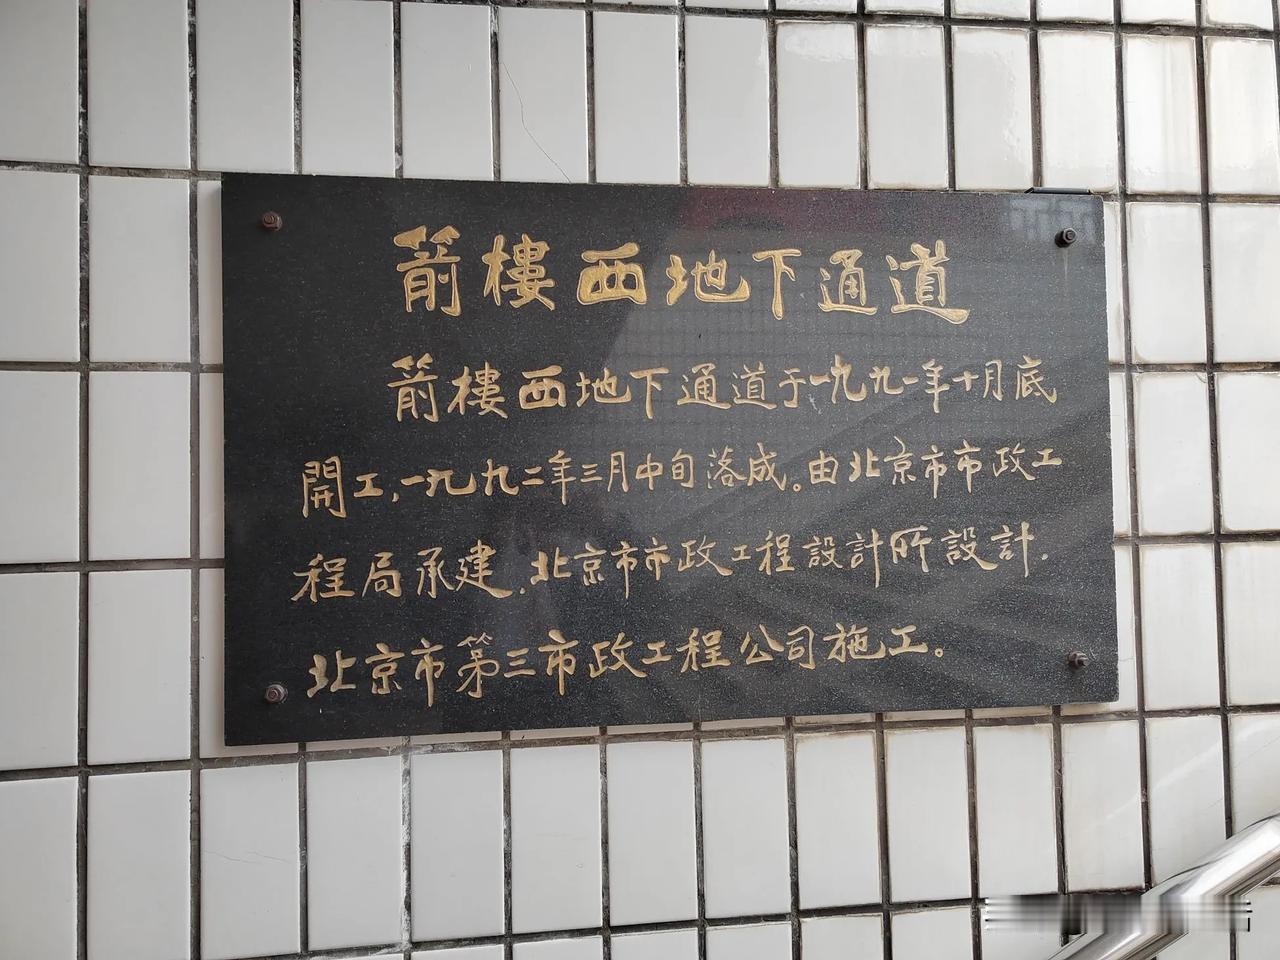 箭樓西地下通道
箭樓西地下通道于一九九一年十月底
開工,一九九二年三月中旬落成。由北京市市政工
程局承建.北京市市政工程設計所設計.
北京市第三市政工程公司施工。